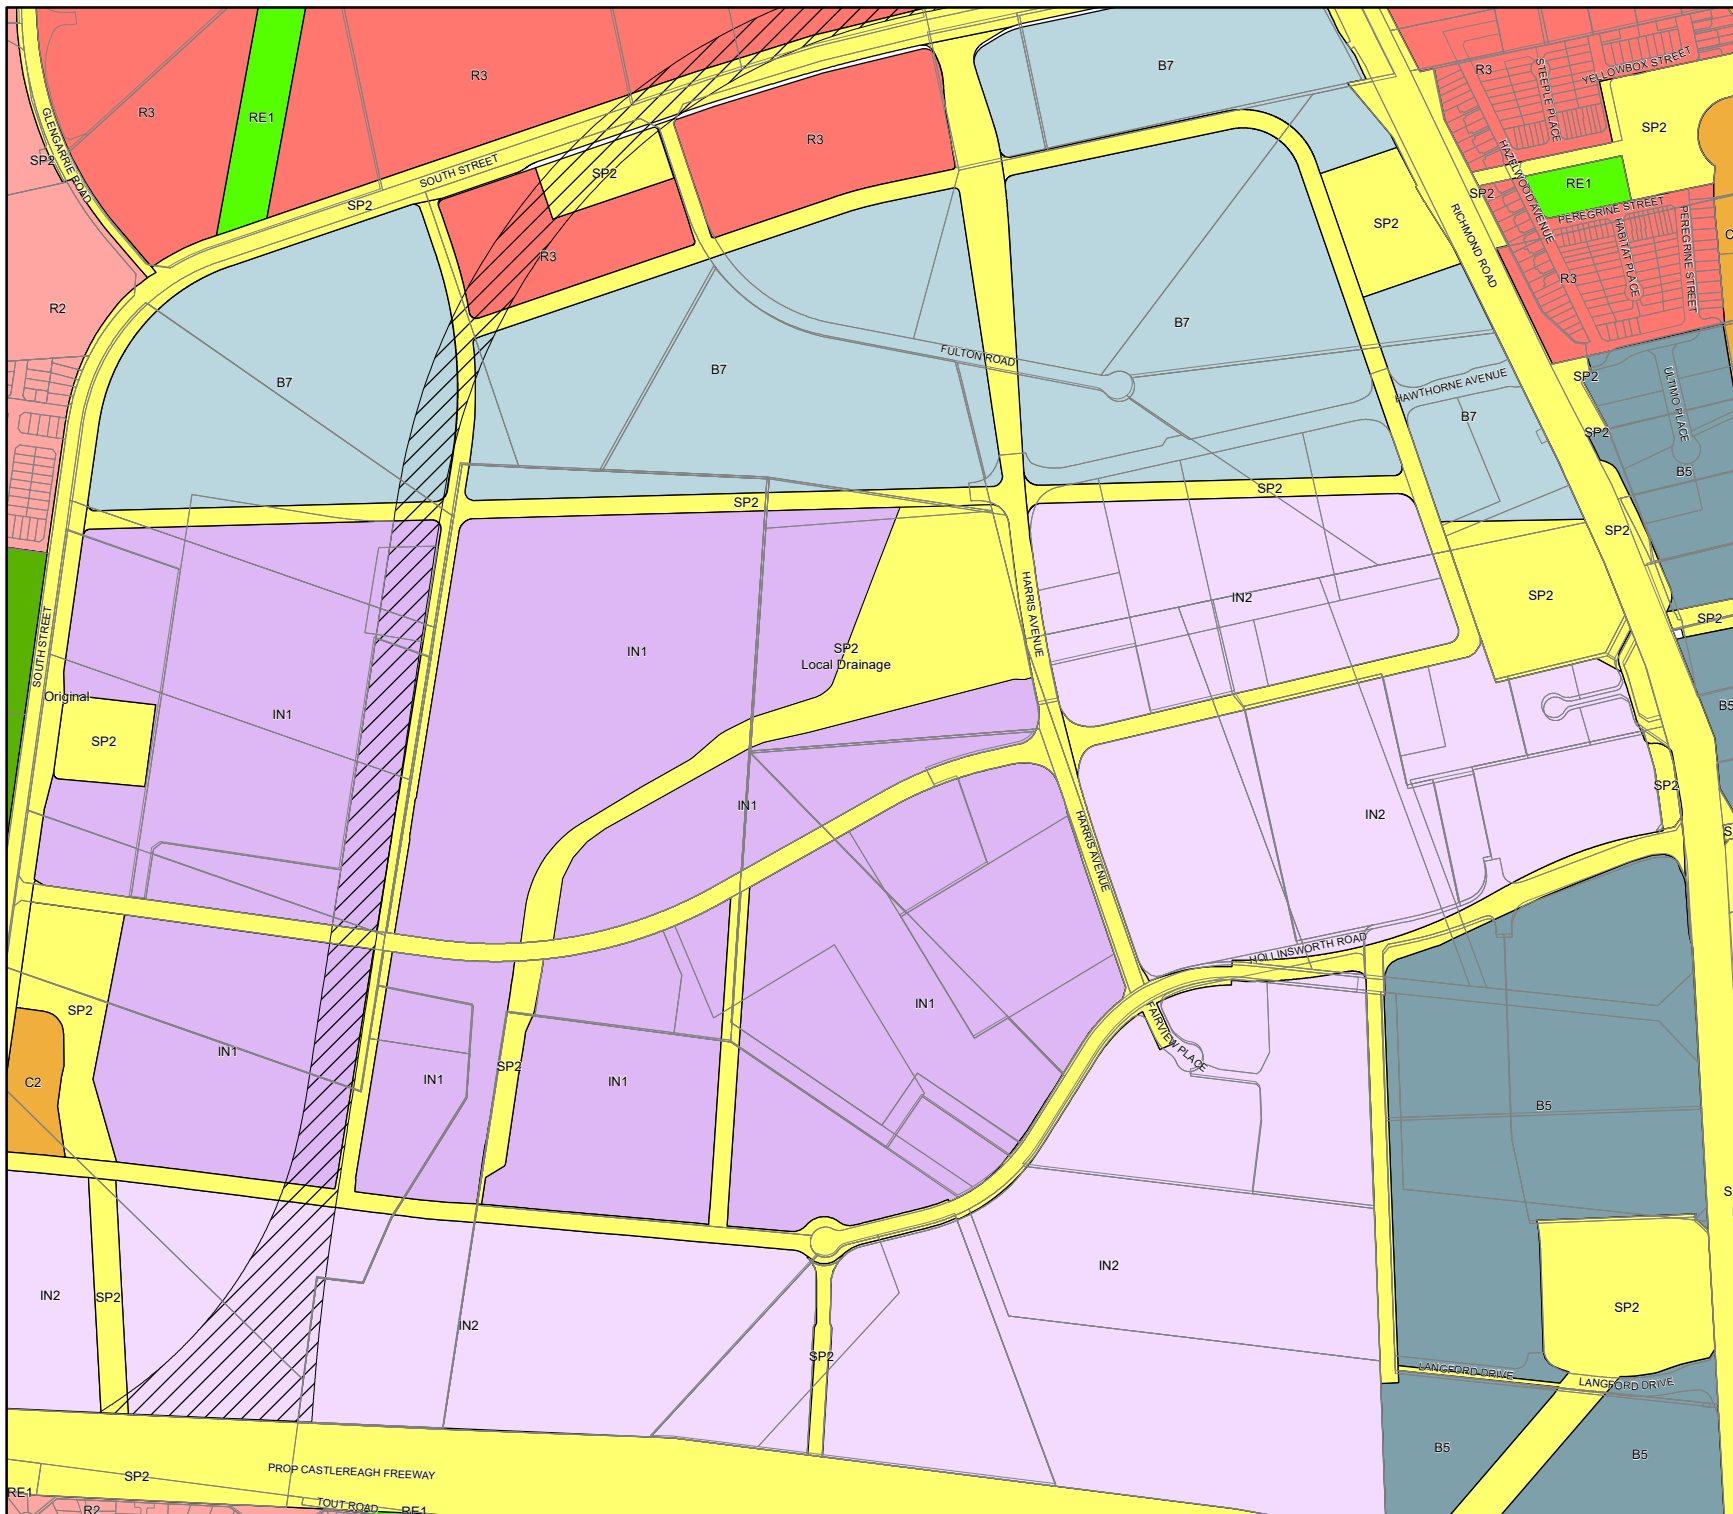 R3
R3
RE1
GLENGARRIE ROAD
SP2
SOUTH STREET
SP2
R3
SP2
R3
B7
R3
STEEPLE PLACE
YELLOWBOX STREET
SP2
HAZELWOOD AVENUE
RE1
SP2
PEREGRINE STREET
HABITAT PLACE
PEREGRINE STREET
RICHMOND ROAD
SP2
R3
C
R2
B7
B7
B7
FULTON ROAD
HAWTHORNE AVENUE
B7
SP2
ULTIMO PLACE
SP2
B5
SP2
SP2
SP2
HARRIS AVENUE
IN2
SP2
SP2
IN1
SP2
Local Drainage
SOUTH STREET
Original
SP2
IN1
B5
SP2
IN1
HARRIS AVENUE
IN2
S
HOLLINSWORTH ROAD
SP2
IN1
FAIRVIEW PLACE
IN1
C2
IN1
SP2
IN1
B5
S
IN2
SP2
IN2
IN2
SP2
SP2
LANGFORD DRIVE
LANGFORD DRIVE
B5
B5
PROP CASTLEREAGH FREEWAY
SP2
RE1
R2
TOUT ROAD
RE1